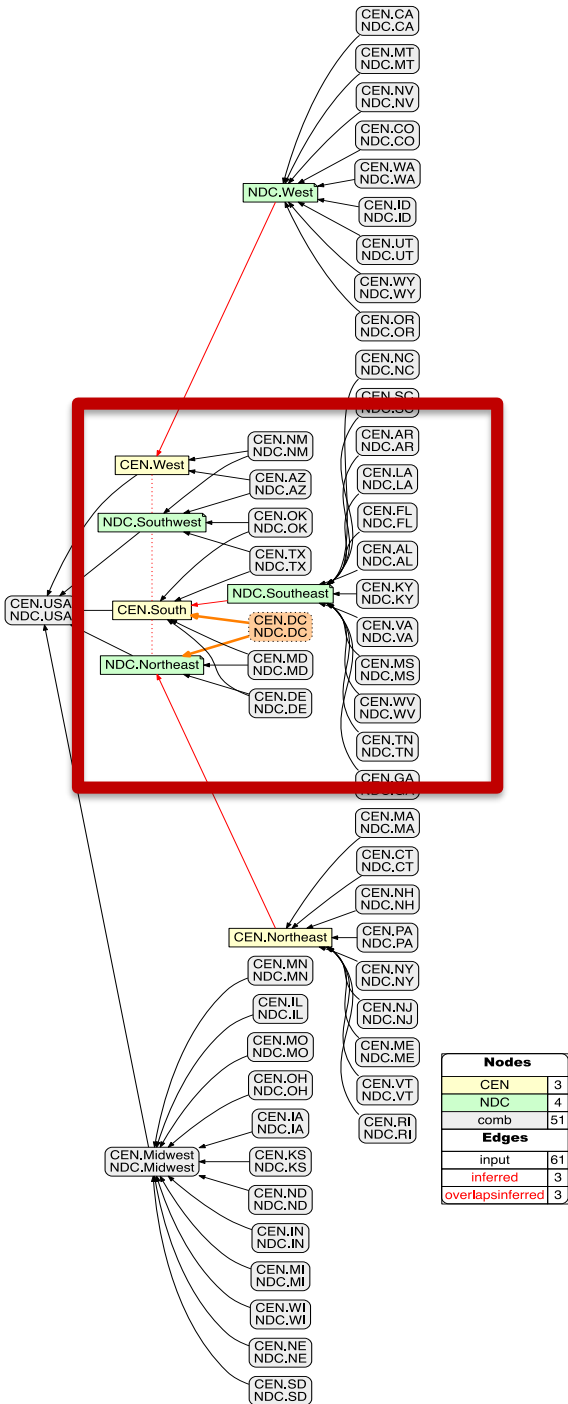 CEN.CA
NDC.CA
CEN.MT
NDC.MT
CEN.NV
NDC.NV
CEN.CO
NDC.CO
CEN.WA
NDC.WA
NDC.West
CEN.ID
NDC.ID
CEN.UT
NDC.UT
CEN.WY
NDC.WY
CEN.OR
NDC.OR
CEN.NC
NDC.NC
CEN.SC
CEN.AR
NDC.AR
CEN.NM
NDC.NM
CEN.West
CEN.LA
NDC.LA
CEN.AZ
NDC.AZ
CEN.FL
NDC.FL
CEN.OK
NDC.OK
NDC.Southwest
CEN.AL
NDC.AL
CEN.TX
NDC.TX
CEN.KY
NDC.KY
NDC.Southeast
CEN.USA
NDC.USA
CEN.South
CEN.DC
NDC.DC
CEN.VA
NDC.VA
CEN.MD
NDC.MD
NDC.Northeast
CEN.MS
NDC.MS
CEN.DE
NDC.DE
CEN.WV
NDC.WV
CEN.TN
NDC.TN
CEN.GA
CEN.MA
NDC.MA
CEN.CT
NDC.CT
CEN.NH
NDC.NH
CEN.Northeast
CEN.PA
NDC.PA
CEN.MN
NDC.MN
CEN.NY
NDC.NY
CEN.IL
NDC.IL
CEN.NJ
NDC.NJ
CEN.MO
NDC.MO
CEN.ME
NDC.ME
CEN.OH
NDC.OH
CEN.VT
NDC.VT
CEN.IA
NDC.IA
CEN.RI
NDC.RI
CEN.Midwest
NDC.Midwest
CEN.KS
NDC.KS
CEN.ND
NDC.ND
CEN.IN
NDC.IN
CEN.MI
NDC.MI
CEN.WI
NDC.WI
CEN.NE
NDC.NE
CEN.SD
NDC.SD
Nodes
CEN 3
NDC 4
comb 51
Edges
input 61
inferred 3
overlapsinferred 3